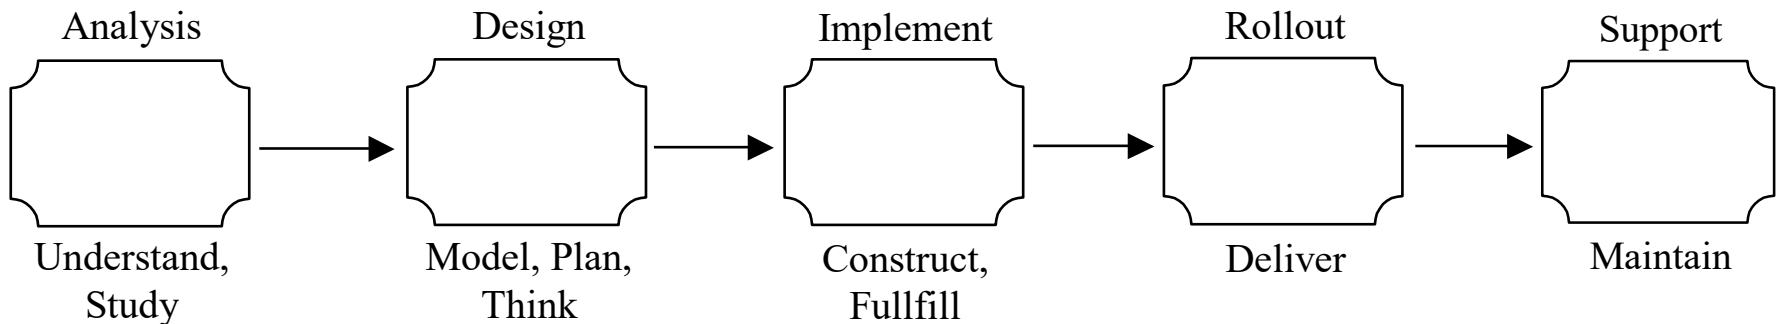 Analysis
Design
Implement
Rollout
Support
Understand,
Study
Model, Plan,
Think
Construct,
Fullfill
Deliver
Maintain